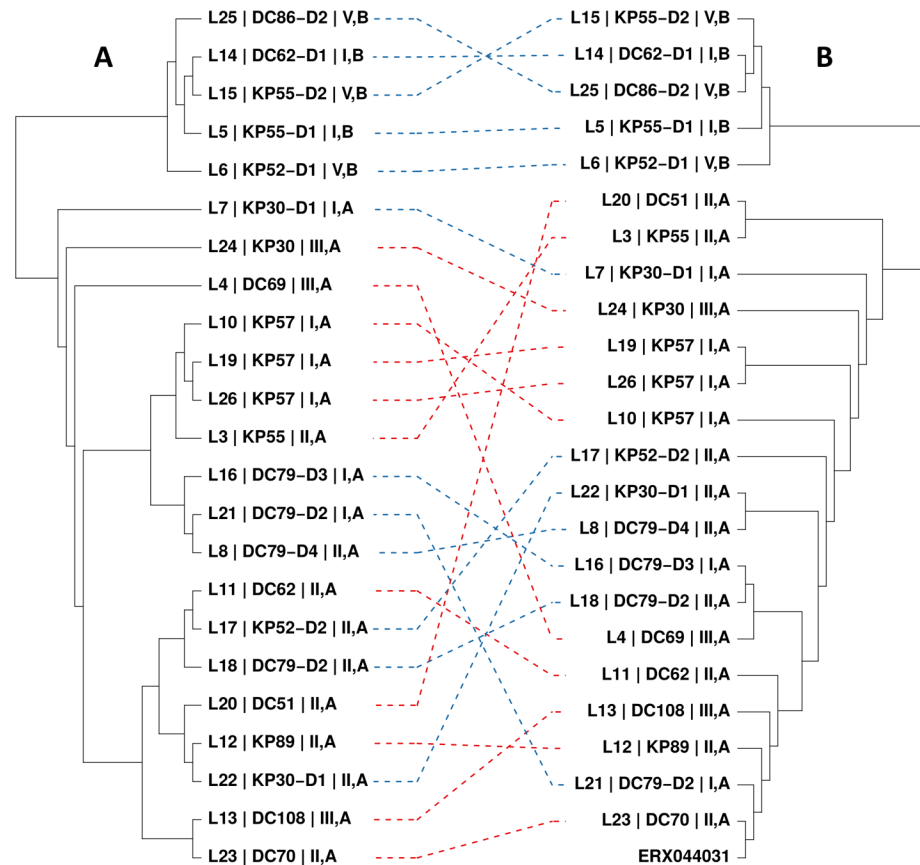 A
B
L25 | DC86−D2 | V,B
L14 | DC62−D1 | I,B
L15 | KP55−D2 | V,B
L5 | KP55−D1 | I,B
L6 | KP52−D1 | V,B
L7 | KP30−D1 | I,A
L24 | KP30 | III,A
L4 | DC69 | III,A
L10 | KP57 | I,A
L19 | KP57 | I,A
L26 | KP57 | I,A
L3 | KP55 | II,A
L16 | DC79−D3 | I,A
L21 | DC79−D2 | I,A
L8 | DC79−D4 | II,A
L11 | DC62 | II,A
L17 | KP52−D2 | II,A
L18 | DC79−D2 | II,A
L20 | DC51 | II,A
L12 | KP89 | II,A
L22 | KP30−D1 | II,A
L13 | DC108 | III,A
L23 | DC70 | II,A
L15 | KP55−D2 | V,B
L14 | DC62−D1 | I,B
L25 | DC86−D2 | V,B
L5 | KP55−D1 | I,B
L6 | KP52−D1 | V,B
L20 | DC51 | II,A
L3 | KP55 | II,A
L7 | KP30−D1 | I,A
L24 | KP30 | III,A
L19 | KP57 | I,A
L26 | KP57 | I,A
L10 | KP57 | I,A
L17 | KP52−D2 | II,A
L22 | KP30−D1 | II,A
L8 | DC79−D4 | II,A
L16 | DC79−D3 | I,A
L18 | DC79−D2 | II,A
L4 | DC69 | III,A
L11 | DC62 | II,A
L13 | DC108 | III,A
L12 | KP89 | II,A
L21 | DC79−D2 | I,A
L23 | DC70 | II,A
ERX044031